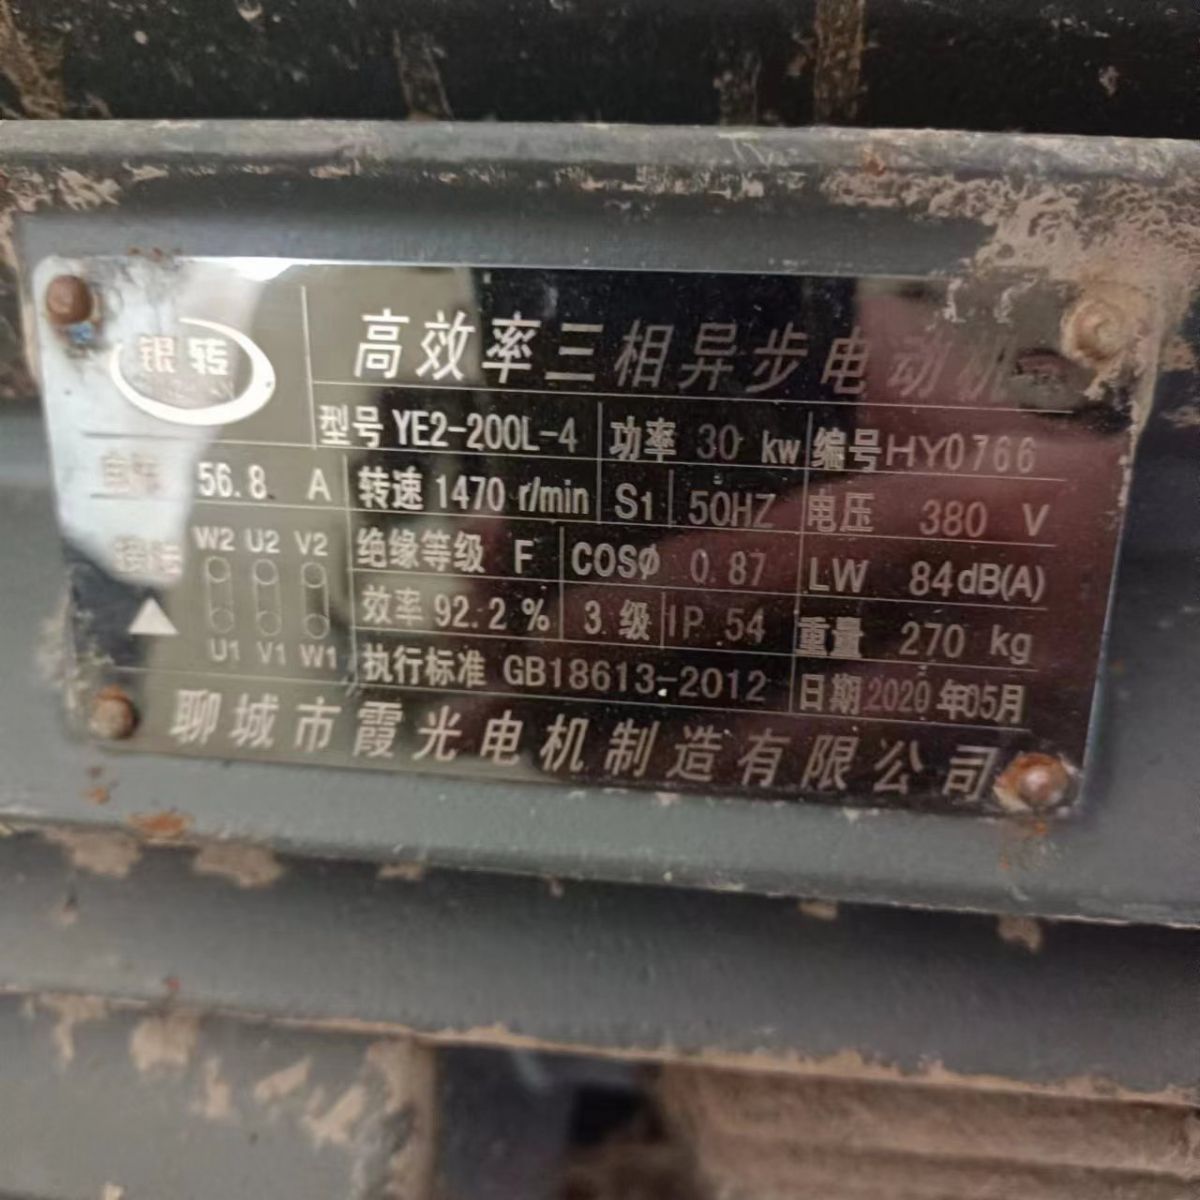 银转
高效率三相异步电动机
型号 YE2-200L-4 功率 30 kw 编号 HY0766
电流 56.8 A 转速 1470 r/min S1 50HZ 电压 380 V
接法 W2 U2 V2 绝缘等级 F COSø 0.87 LW 84dB(A)
△ U1 V1 W1 效率 92.2 % 3 级 IP 54 重量 270 kg
执行标准 GB18613-2012 日期 2020 年05月
聊城市霞光电机制造有限公司